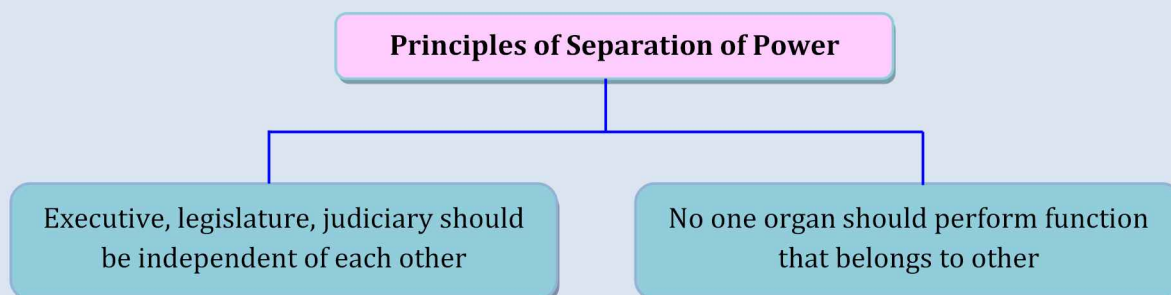 Principles of Separation of Power
Executive, legislature, judiciary should
be independent of each other
No one organ should perform function
that belongs to other